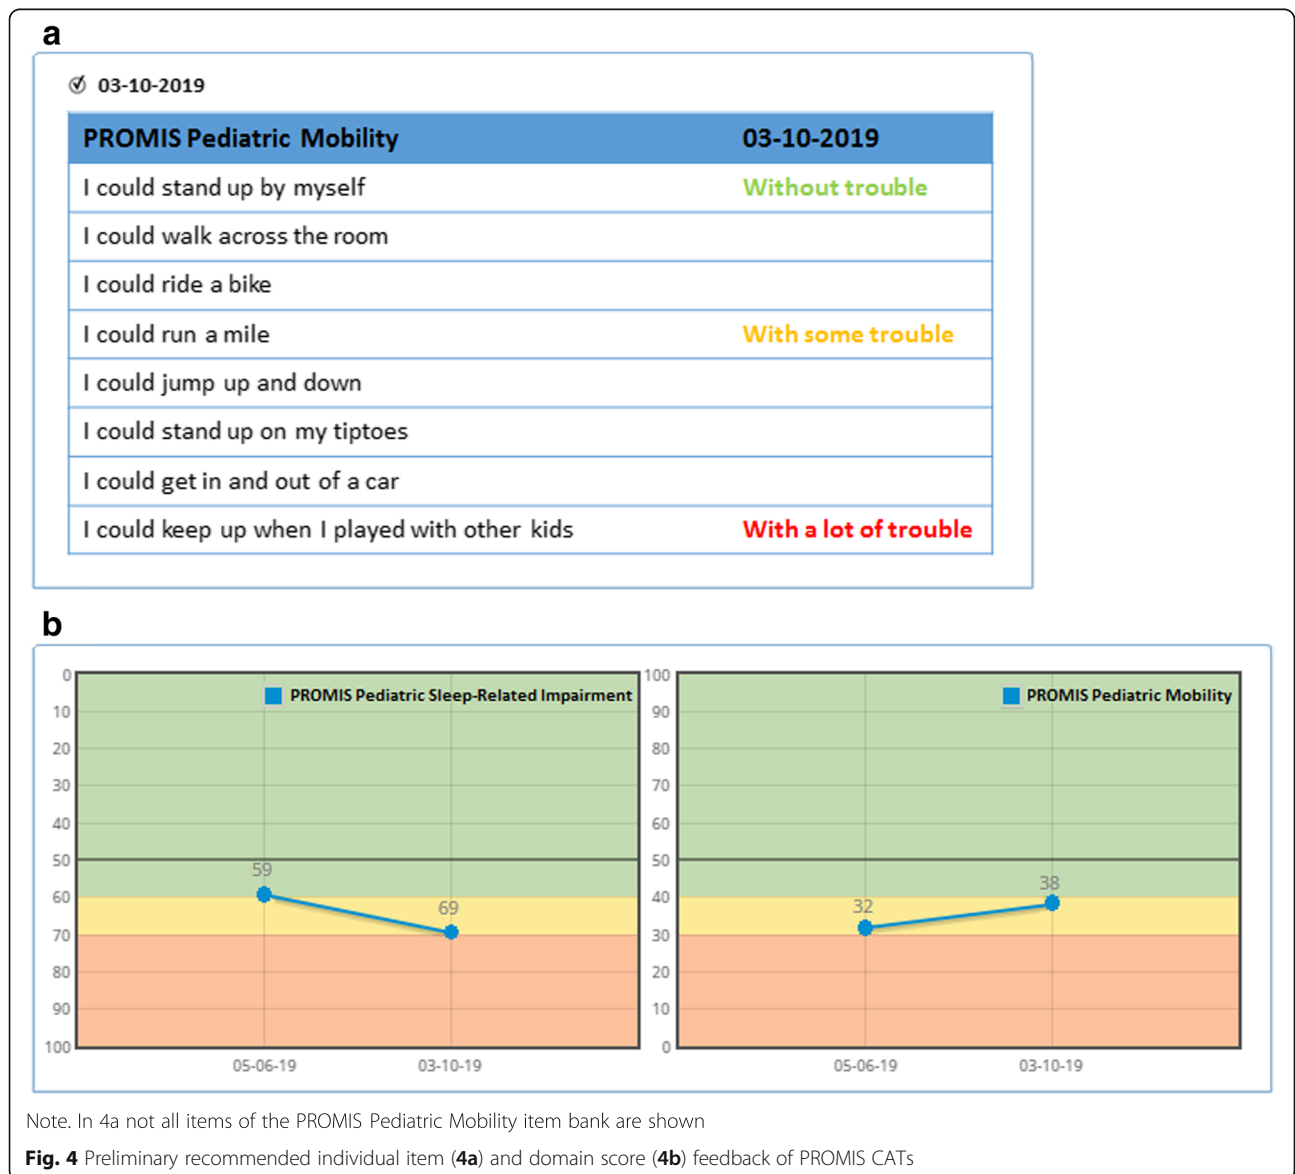 a
03-10-2019
PROMIS Pediatric Mobility 03-10-2019
I could stand up by myself Without trouble
I could walk across the room
I could ride a bike
I could run a mile With some trouble
I could jump up and down
I could stand up on my tiptoes
I could get in and out of a car
I could keep up when I played with other kids With a lot of trouble
b
PROMIS Pediatric Sleep-Related Impairment
0
10
20
30
40
50
60
70
80
90
100
59
69
05-06-19 03-10-19
PROMIS Pediatric Mobility
100
90
80
70
60
50
40
30
20
10
0
32
38
05-06-19 03-10-19
Note. In 4a not all items of the PROMIS Pediatric Mobility item bank are shown
Fig. 4 Preliminary recommended individual item (4a) and domain score (4b) feedback of PROMIS CATs